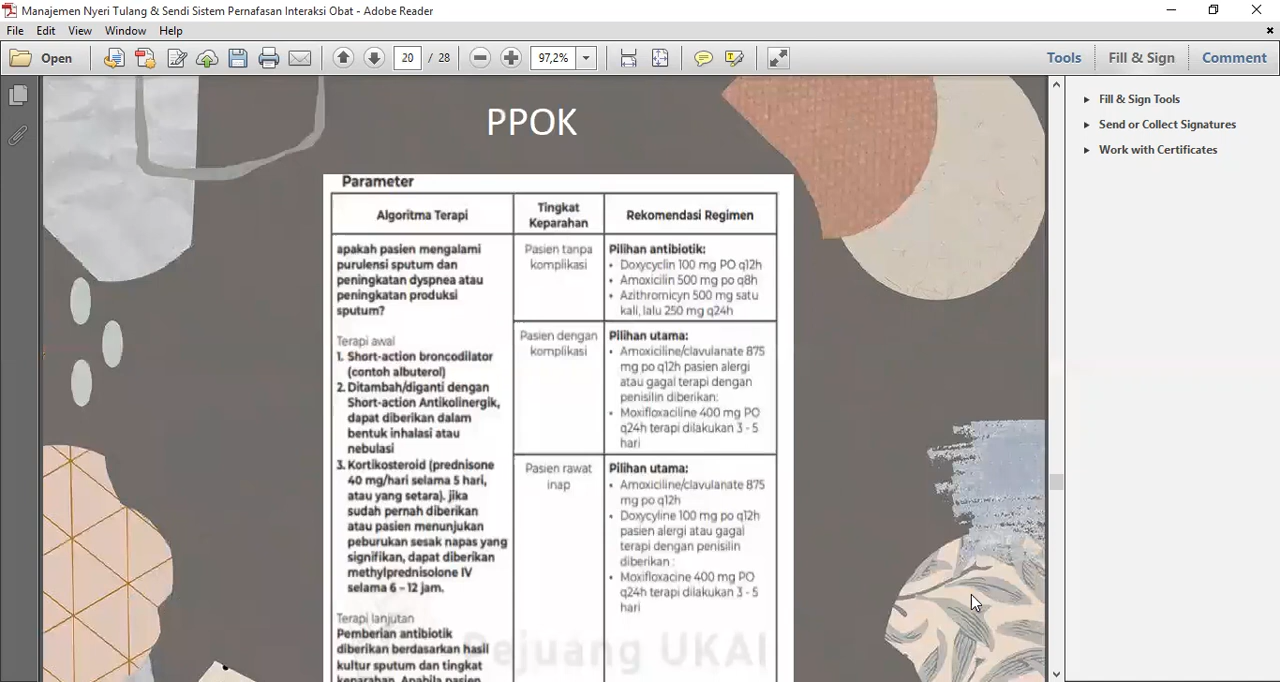 Manajemen Nyeri Tulang & Sendi Sistem Pernafasan Interaksi Obat - Adobe Reader
File Edit View Window Help
Open
20 / 28
97,2%
Tools
Fill & Sign
Comment
Fill & Sign Tools
Send or Collect Signatures
Work with Certificates
PPOK
Parameter
Algoritma Terapi
Tingkat
Keparahan
Rekomendasi Regimen
apakah pasien mengalami
purulensi sputum dan
peningkatan dyspnea atau
peningkatan produksi
sputum?
Terapi awal
1. Short-action broncodilator
(contoh albuterol)
2. Ditambah/diganti dengan
Short-action Antikolinergik,
dapat diberikan dalam
bentuk inhalasi atau
nebulasi
3. Kortikosteroid (prednisone
40 mg/hari selama 5 hari,
atau yang setara). jika
sudah pernah diberikan
atau pasien menunjukan
peburukan sesak napas yang
signifikan, dapat diberikan
methylprednisolone IV
selama 6 – 12 jam.
Terapi lanjutan
Pemberian antibiotik
diberikan berdasarkan hasil
kultur sputum dan tingkat
keparahan. Apabila pasien
Pasien tanpa
komplikasi
Pilihan antibiotik:
• Doxycyclin 100 mg PO q12h
• Amoxicilin 500 mg po q8h
• Azithromicyn 500 mg satu
kali, lalu 250 mg q24h
Pasien dengan
komplikasi
Pilihan utama:
• Amoxiciline/clavulanate 875
mg po q12h pasien alergi
atau gagal terapi dengan
penisilin diberikan:
• Moxifloxaciline 400 mg PO
q24h terapi dilakukan 3 - 5
hari
Pasien rawat
inap
Pilihan utama:
• Amoxiciline/clavulanate 875
mg po q12h
• Doxycyline 100 mg po q12h
pasien alergi atau gagal
terapi dengan penisilin
diberikan :
• Moxifloxacine 400 mg PO
q24h terapi dilakukan 3 - 5
hari
Pejuang UKAI